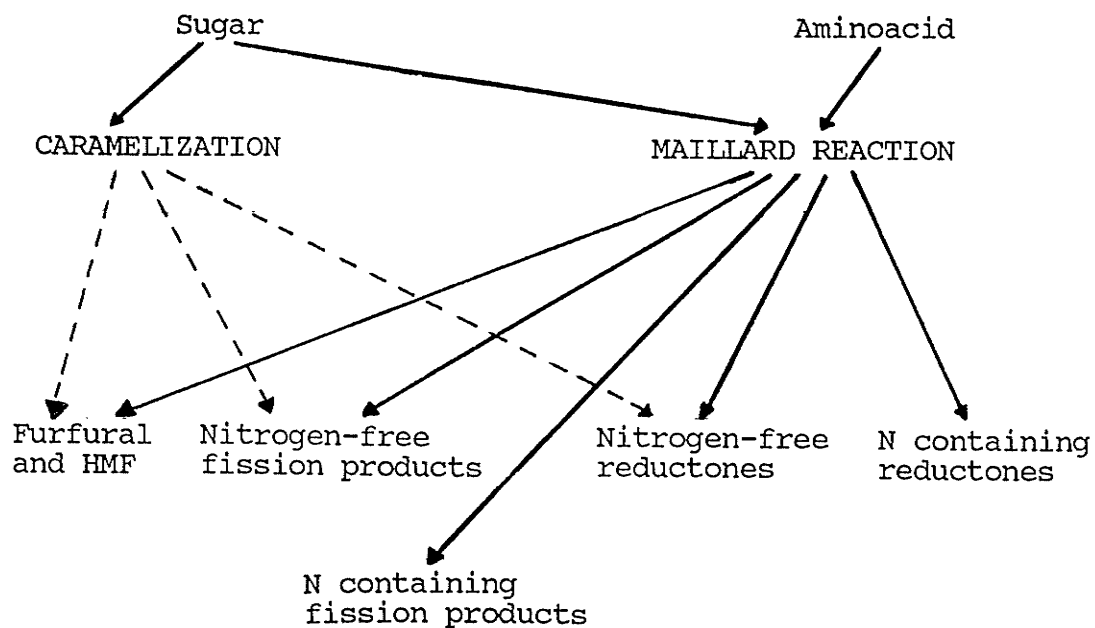 Sugar
Aminoacid
CARAMELIZATION
MAILLARD REACTION
Furfural
and HMF
Nitrogen-free
fission products
Nitrogen-free
reductones
N containing
reductones
N containing
fission products